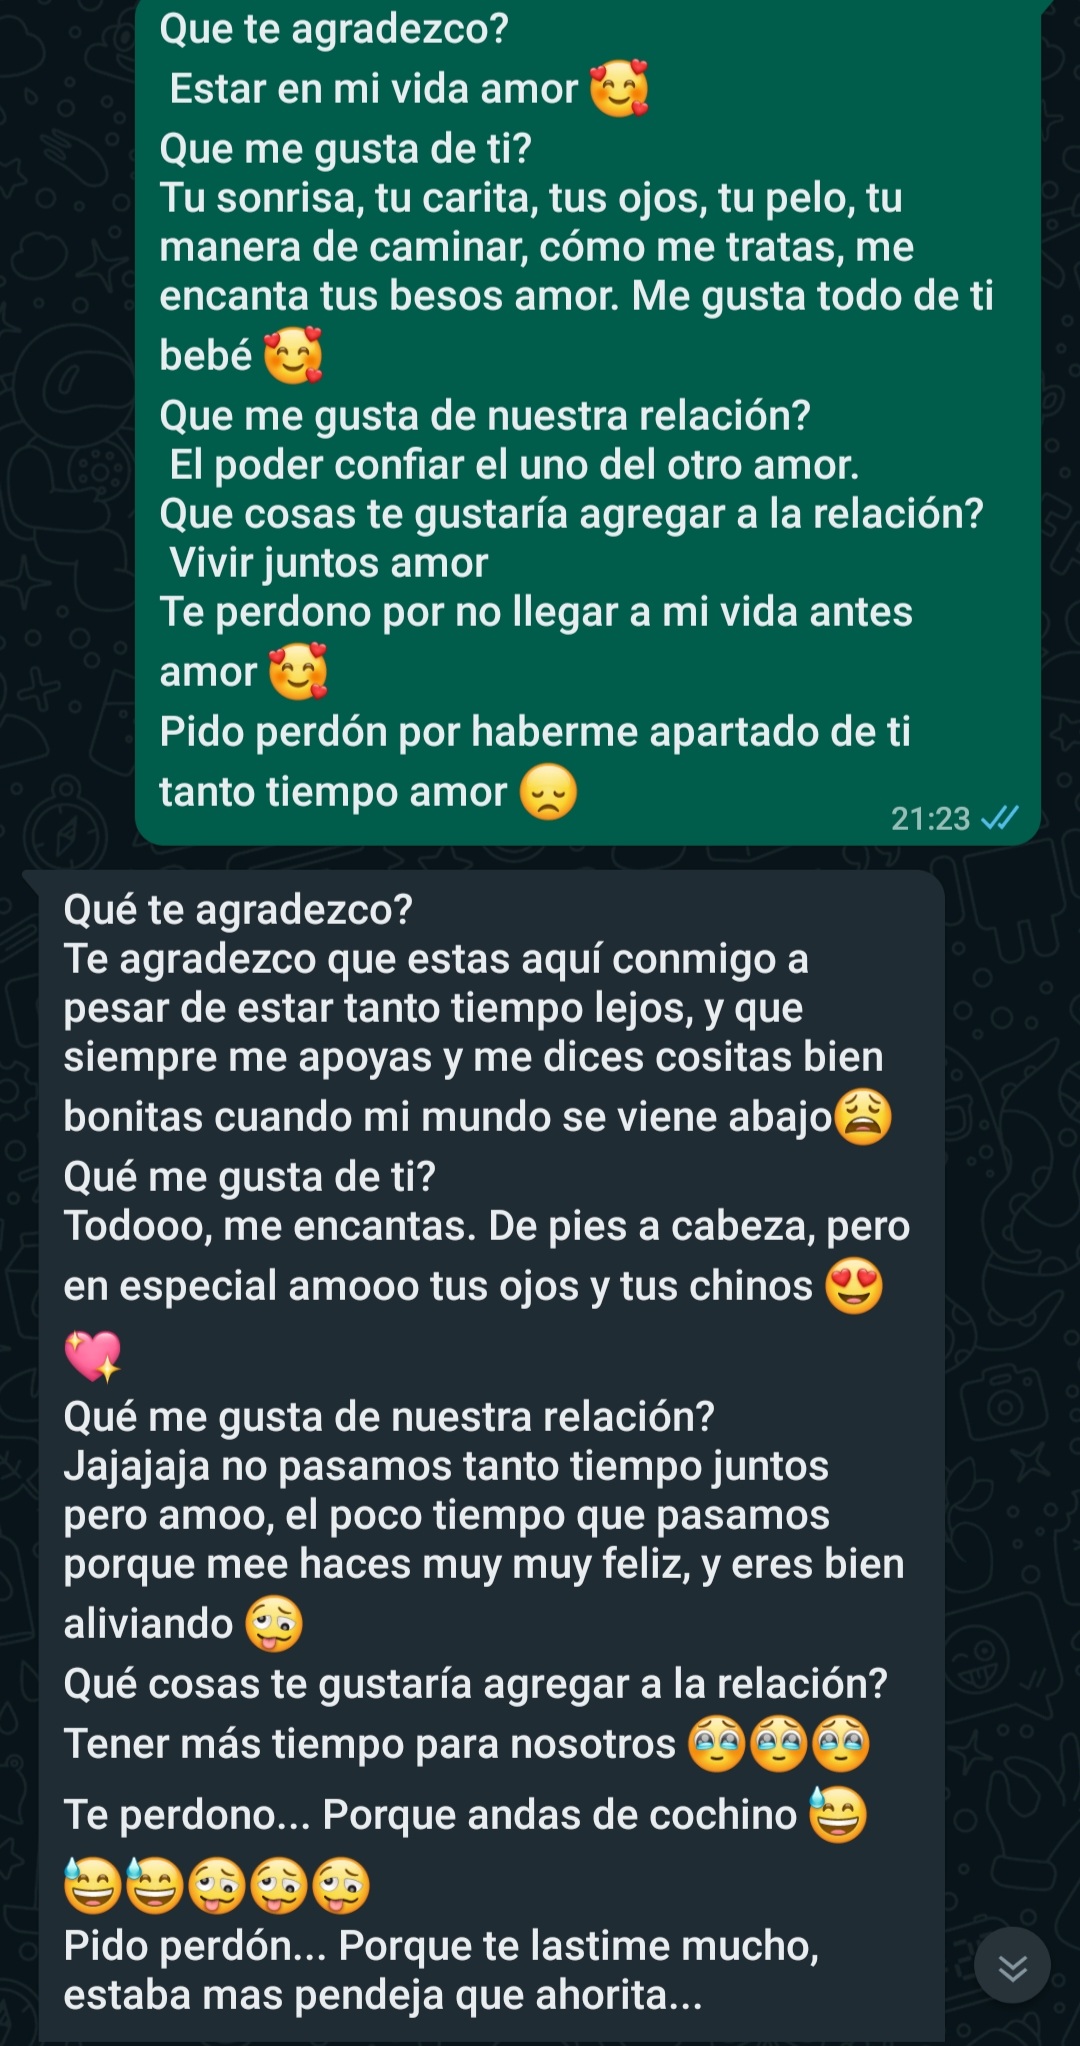 Que te agradezco?
Estar en mi vida amor 🥰
Que me gusta de ti?
Tu sonrisa, tu carita, tus ojos, tu pelo, tu
manera de caminar, cómo me tratas, me
encanta tus besos amor. Me gusta todo de ti
bebé 🥰
Que me gusta de nuestra relación?
El poder confiar el uno del otro amor.
Que cosas te gustaría agregar a la relación?
Vivir juntos amor
Te perdono por no llegar a mi vida antes
amor 🥰
Pido perdón por haberme apartado de ti
tanto tiempo amor 😞
21:23
Qué te agradezco?
Te agradezco que estas aquí conmigo a
pesar de estar tanto tiempo lejos, y que
siempre me apoyas y me dices cositas bien
bonitas cuando mi mundo se viene abajo😩
Qué me gusta de ti?
Todooo, me encantas. De pies a cabeza, pero
en especial amooo tus ojos y tus chinos 😍
💖
Qué me gusta de nuestra relación?
Jajajaja no pasamos tanto tiempo juntos
pero amoo, el poco tiempo que pasamos
porque mee haces muy muy feliz, y eres bien
aliviando 🥴
Qué cosas te gustaría agregar a la relación?
Tener más tiempo para nosotros 🥹🥹🥹
Te perdono... Porque andas de cochino 😅
😅😅🥴🥴🥴
Pido perdón... Porque te lastime mucho,
estaba mas pendeja que ahorita...